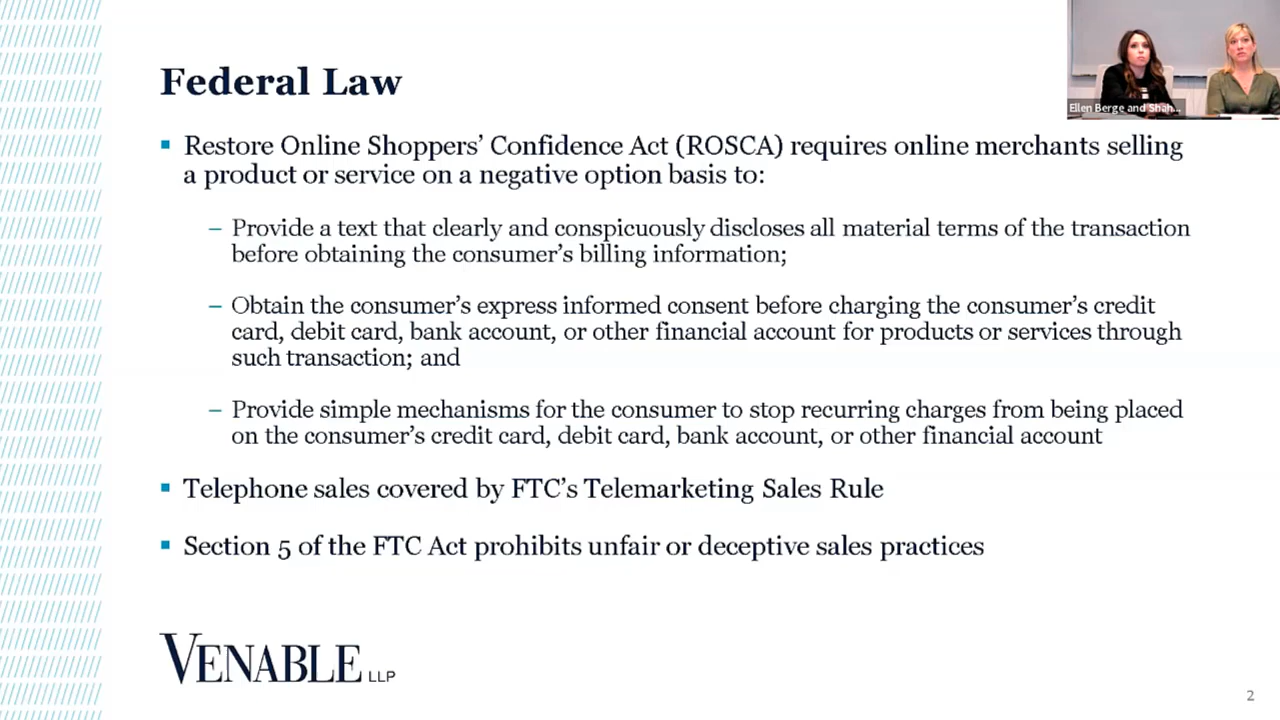 Federal Law
Ellen Berge and Shah...
▪ Restore Online Shoppers’ Confidence Act (ROSCA) requires online merchants selling
a product or service on a negative option basis to:
– Provide a text that clearly and conspicuously discloses all material terms of the transaction
before obtaining the consumer’s billing information;
– Obtain the consumer’s express informed consent before charging the consumer’s credit
card, debit card, bank account, or other financial account for products or services through
such transaction; and
– Provide simple mechanisms for the consumer to stop recurring charges from being placed
on the consumer’s credit card, debit card, bank account, or other financial account
▪ Telephone sales covered by FTC’s Telemarketing Sales Rule
▪ Section 5 of the FTC Act prohibits unfair or deceptive sales practices
VENABLE LLP
2